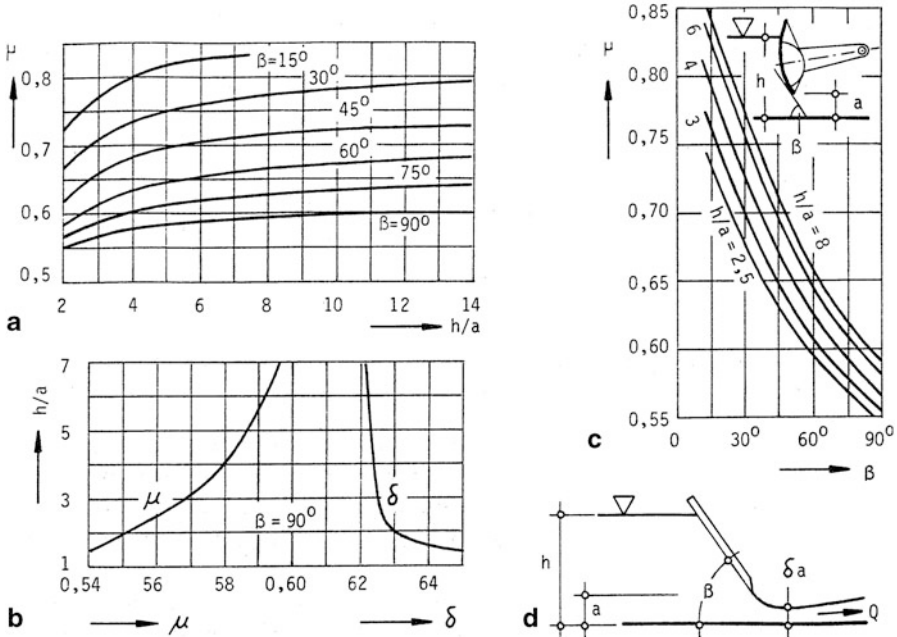 μ
0,8
0,7
0,6
0,5
2 4 6 8 10 12 14
h/a
β=15°
30°
45°
60°
75°
β=90°
a
h/a
7
5
3
1
0,54 56 58 0,60 62 64
μ
δ
β=90°
μ
δ
b
μ
0,85
0,80
0,75
0,70
0,65
0,60
0,55
0 30° 60° 90°
β
6
4
3
h/a = 2,5
h/a = 8
h
a
β
c
h
a
β
δa
Q
d